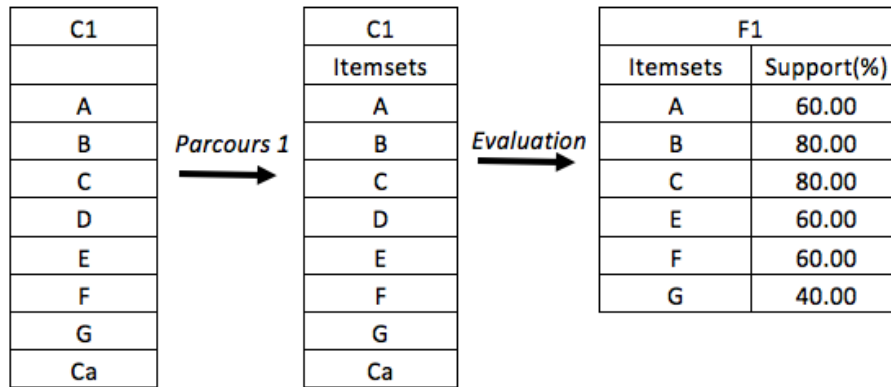 C1 C1 F1
Itemsets Itemsets Support(%)
A A A 60.00
B Parcours 1 B Evaluation B 80.00
C C C 80.00
D D E 60.00
E E F 60.00
F F G 40.00
G G
Ca Ca